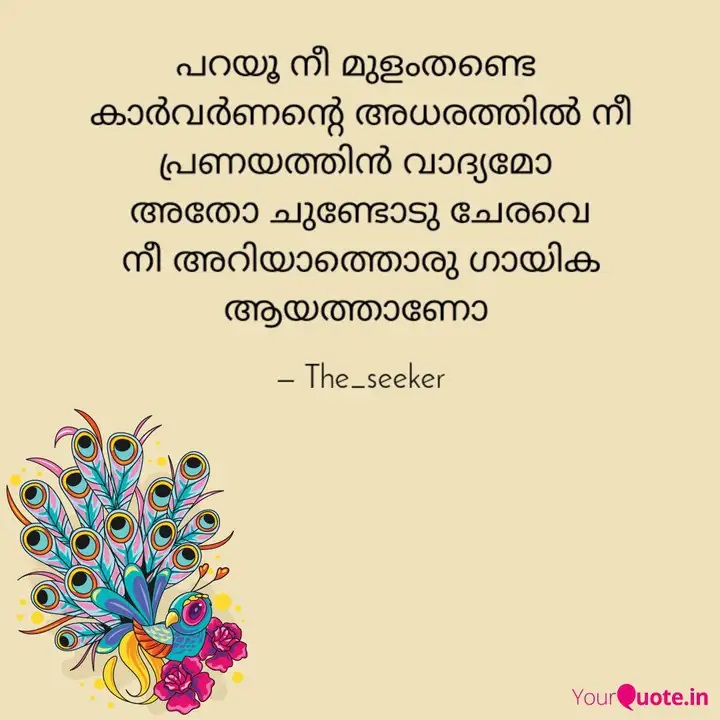 പറയൂ നീ മുളംതണ്ടെ
കാർവർണന്റെ അധരത്തിൽ നീ
പ്രണയത്തിൻ വാദ്യമോ
അതോ ചുണ്ടോടു ചേരവെ
നീ അറിയാത്തൊരു ഗായിക
ആയത്താണോ
– The_seeker
YourQuote.in